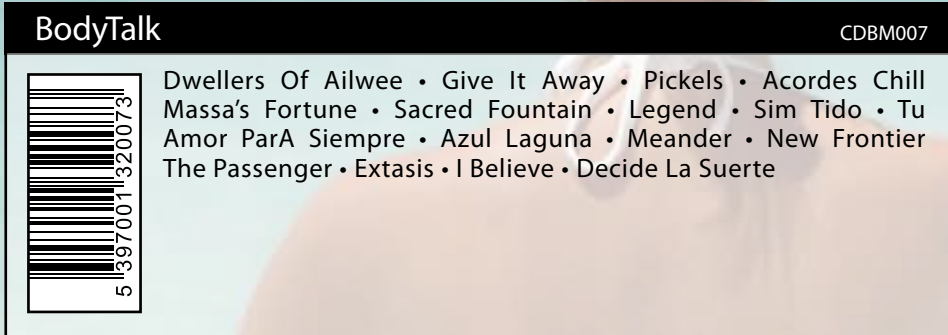 BodyTalk
CDBM007
Dwellers Of Ailwee • Give It Away • Pickels • Acordes Chill
Massa's Fortune • Sacred Fountain • Legend • Sim Tido • Tu
Amor ParA Siempre • Azul Laguna • Meander • New Frontier
The Passenger • Extasis • I Believe • Decide La Suerte
5 397001 320073